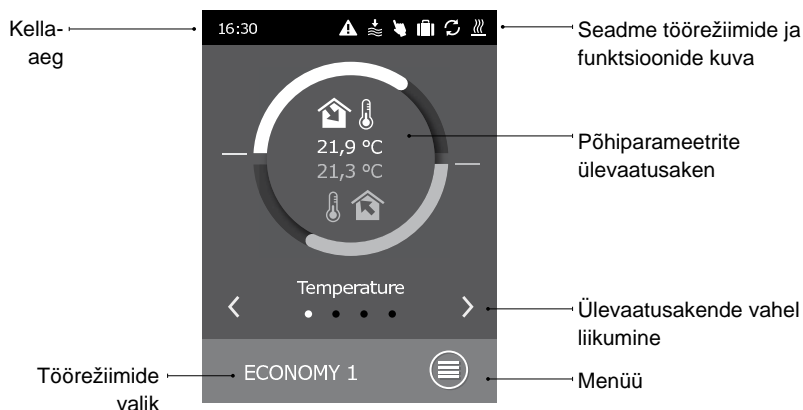 Kella-
aeg
16:30
Seadme töörežiimide ja
funktsioonide kuva
21,9 °C
21,3 °C
Põhiparameetrite
ülevaatusaken
Temperature
Ülevaatusakende vahel
liikumine
Töörežiimide
valik
ECONOMY 1
Menüü